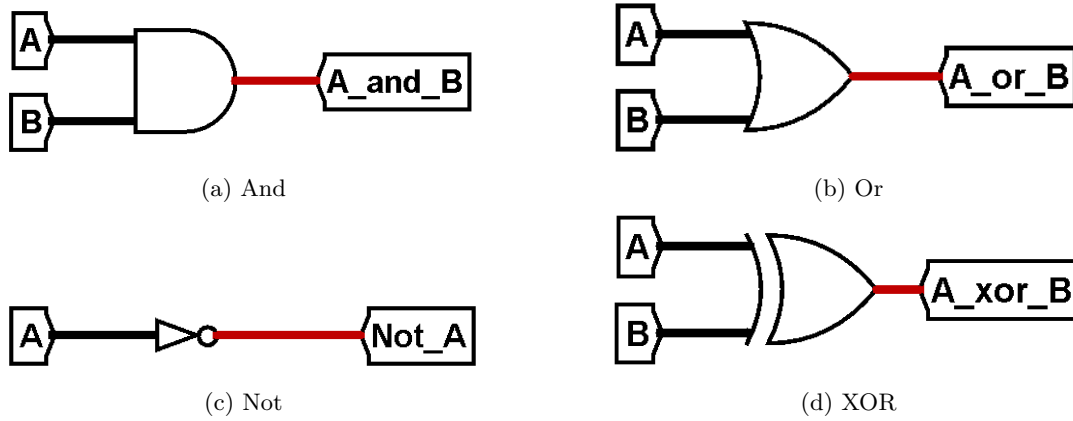 A
B
A_and_B
(a) And
A
B
A_or_B
(b) Or
A
Not_A
(c) Not
A
B
A_xor_B
(d) XOR